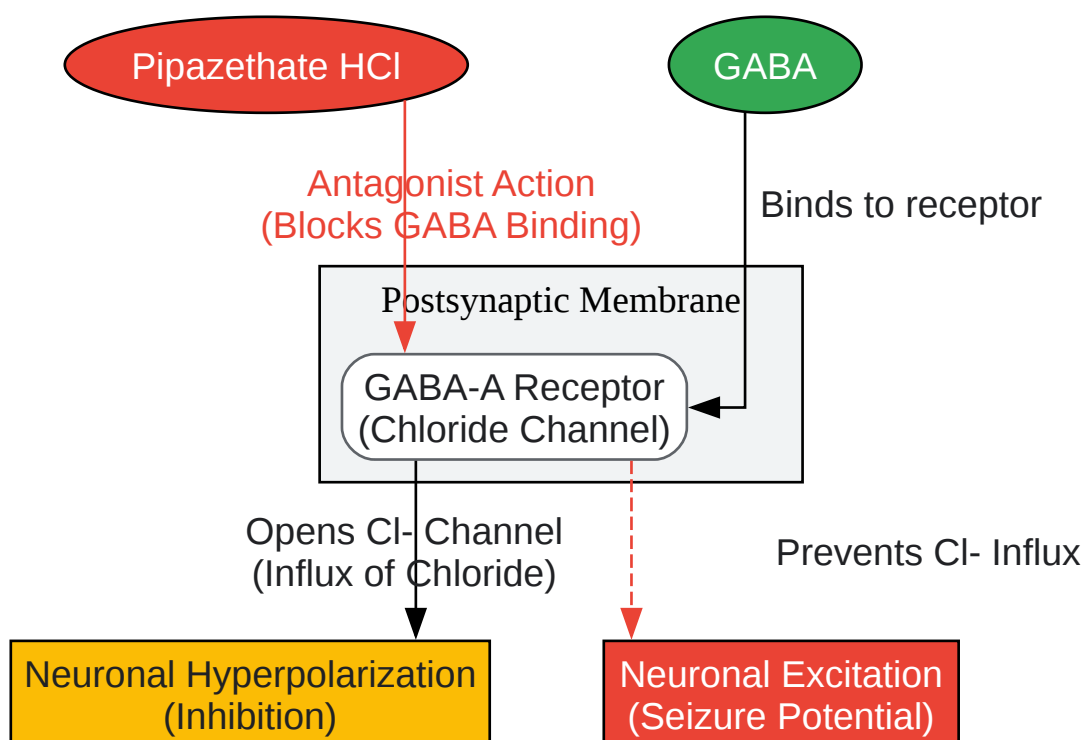 Pipazethate HCl
GABA
Antagonist Action
(Blocks GABA Binding)
Binds to receptor
Postsynaptic Membrane
GABA-A Receptor
(Chloride Channel)
Opens Cl- Channel
(Influx of Chloride)
Prevents Cl- Influx
Neuronal Hyperpolarization
(Inhibition)
Neuronal Excitation
(Seizure Potential)